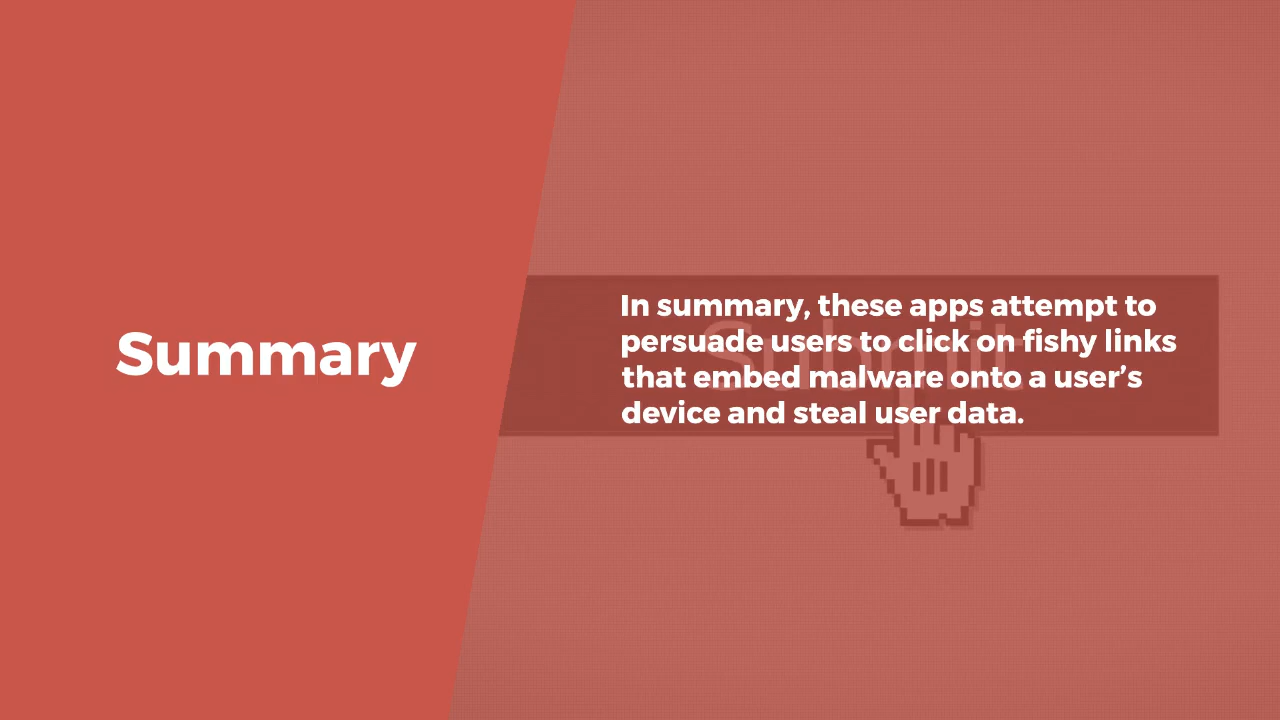 Summary
In summary, these apps attempt to
persuade users to click on fishy links
that embed malware onto a user's
device and steal user data.
Submit